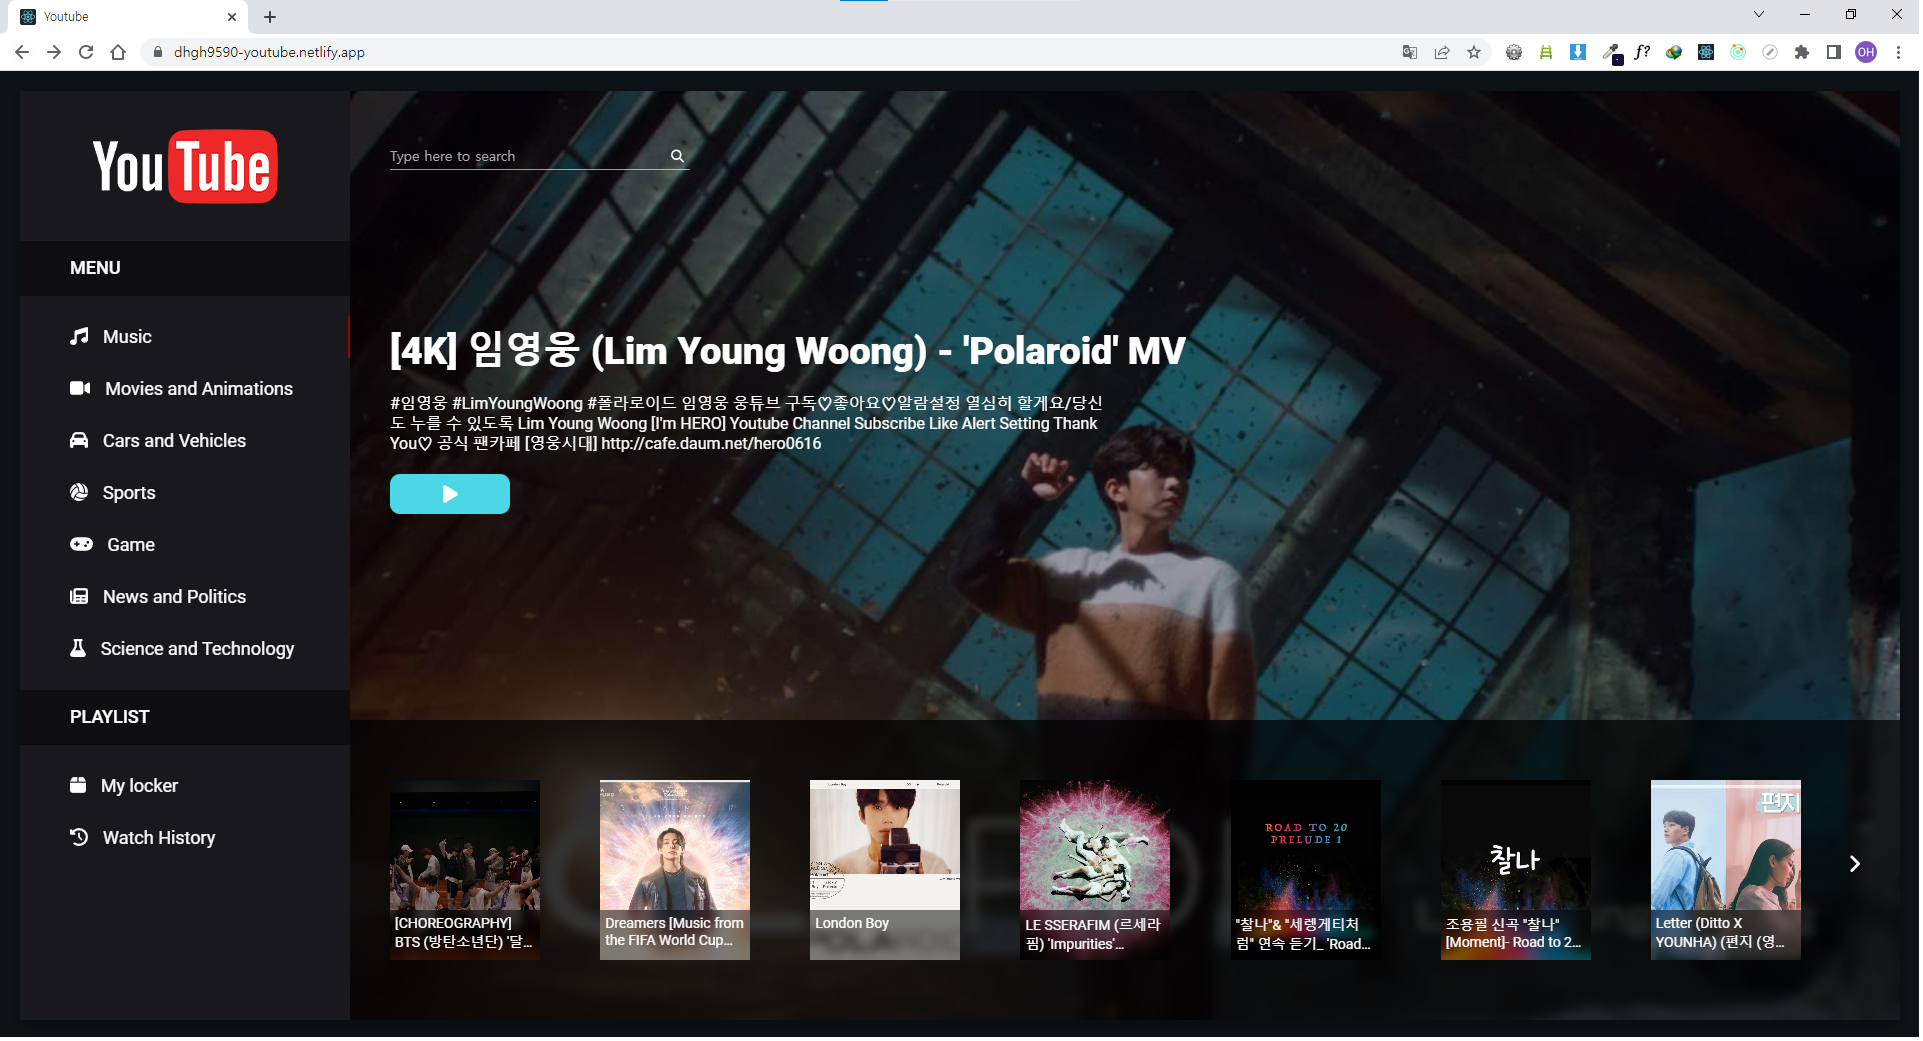 Youtube
dhgh9590-youtube.netlify.app
f?
OH
YouTube
Type here to search
MENU
Music
Movies and Animations
Cars and Vehicles
Sports
Game
News and Politics
Science and Technology
PLAYLIST
My locker
Watch History
[4K] 임영웅 (Lim Young Woong) - 'Polaroid' MV
#임영웅 #LimYoungWoong #폴라로이드 임영웅 웅튜브 구독♡좋아요♡알람설정 열심히 할게요/당신
도 누를 수 있도록 Lim Young Woong [I'm HERO] Youtube Channel Subscribe Like Alert Setting Thank
You♡ 공식 팬카페 [영웅시대] http://cafe.daum.net/hero0616
[CHOREOGRAPHY]
BTS (방탄소년단) '달...
Dreamers [Music from
the FIFA World Cup...
London Boy
London Boy
LE SSERAFIM (르세라
핌) 'Impurities'...
ROAD TO 20
PRELUDE 1
"찰나"& "세렝게티처
럼" 연속 듣기_ 'Road...
찰나
조용필 신곡 "찰나"
[Moment]- Road to 2...
편지
Letter (Ditto X
YOUNHA) (편지 (영...